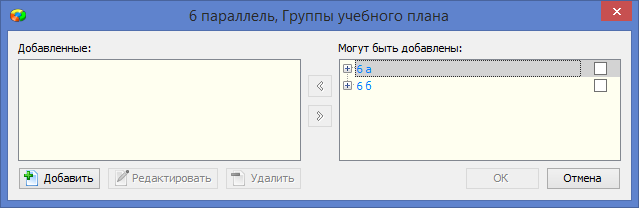 6 параллель, Группы учебного плана
Добавленные:
Могут быть добавлены:
6 а
6 б
Добавить
Редактировать
Удалить
OK
Отмена